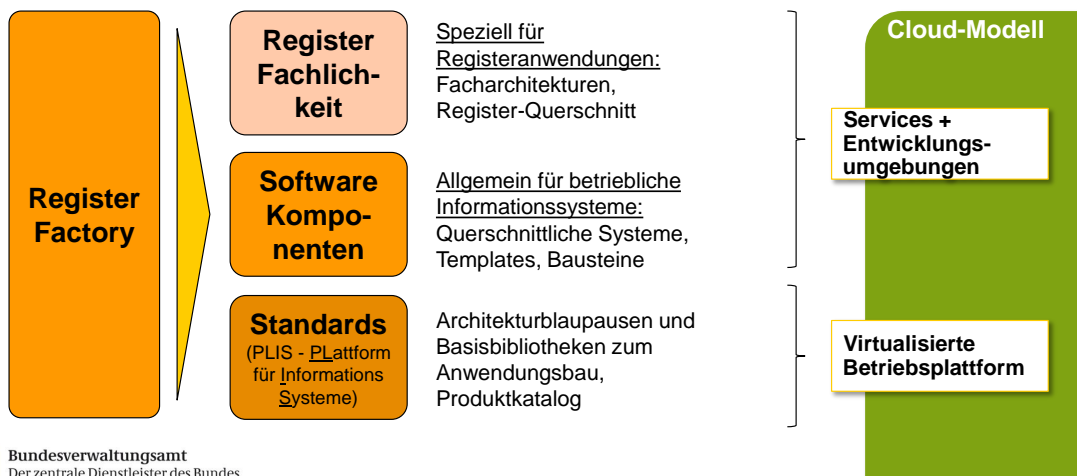 Register
Factory
Register
Fachlich-
keit
Speziell für
Registeranwendungen:
Facharchitekturen,
Register-Querschnitt
Software
Kompo-
nenten
Allgemein für betriebliche
Informationssysteme:
Querschnittliche Systeme,
Templates, Bausteine
Standards
(PLIS - PLattform
für Informations
Systeme)
Architekturblaupausen und
Basisbibliotheken zum
Anwendungsbau,
Produktkatalog
Cloud-Modell
Services +
Entwicklungs-
umgebungen
Virtualisierte
Betriebsplattform
Bundesverwaltungsamt
Der zentrale Dienstleister des Bundes